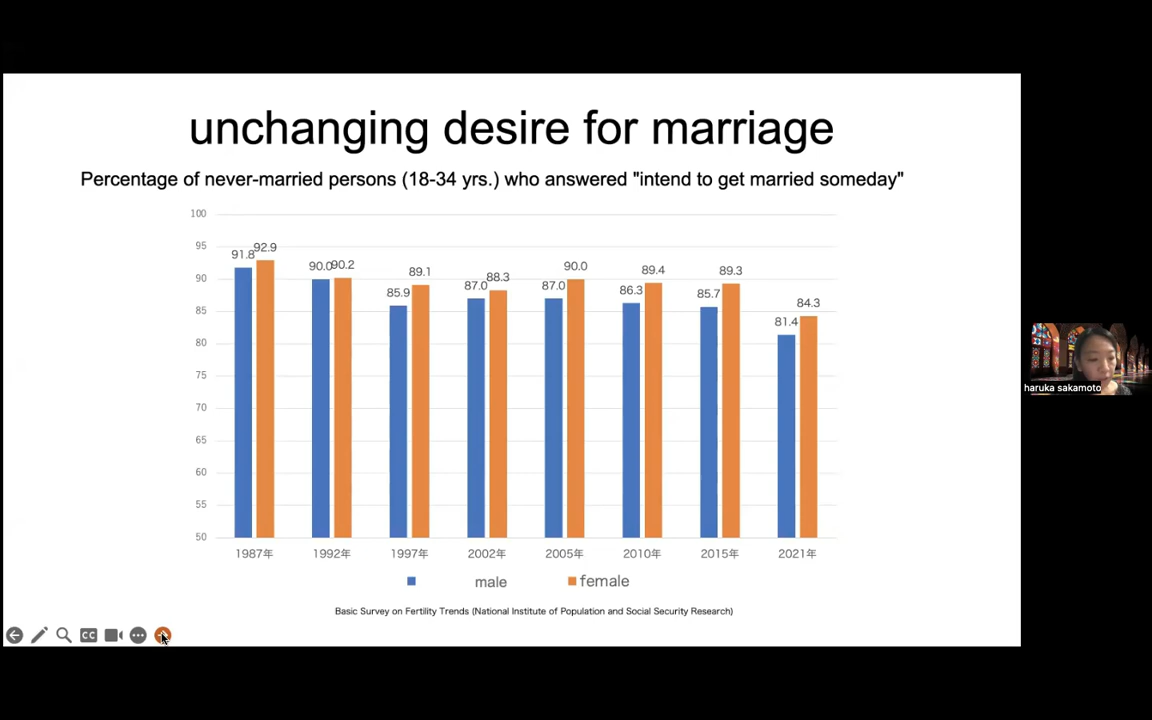 unchanging desire for marriage
Percentage of never-married persons (18-34 yrs.) who answered "intend to get married someday"
100
95
90
85
80
75
70
65
60
55
50
91.8 92.9
90.0 90.2
85.9 89.1
87.0 88.3
87.0 90.0
86.3 89.4
85.7 89.3
81.4 84.3
1987年 1992年 1997年 2002年 2005年 2010年 2015年 2021年
male female
Basic Survey on Fertility Trends (National Institute of Population and Social Security Research)
CC
haruka sakamoto